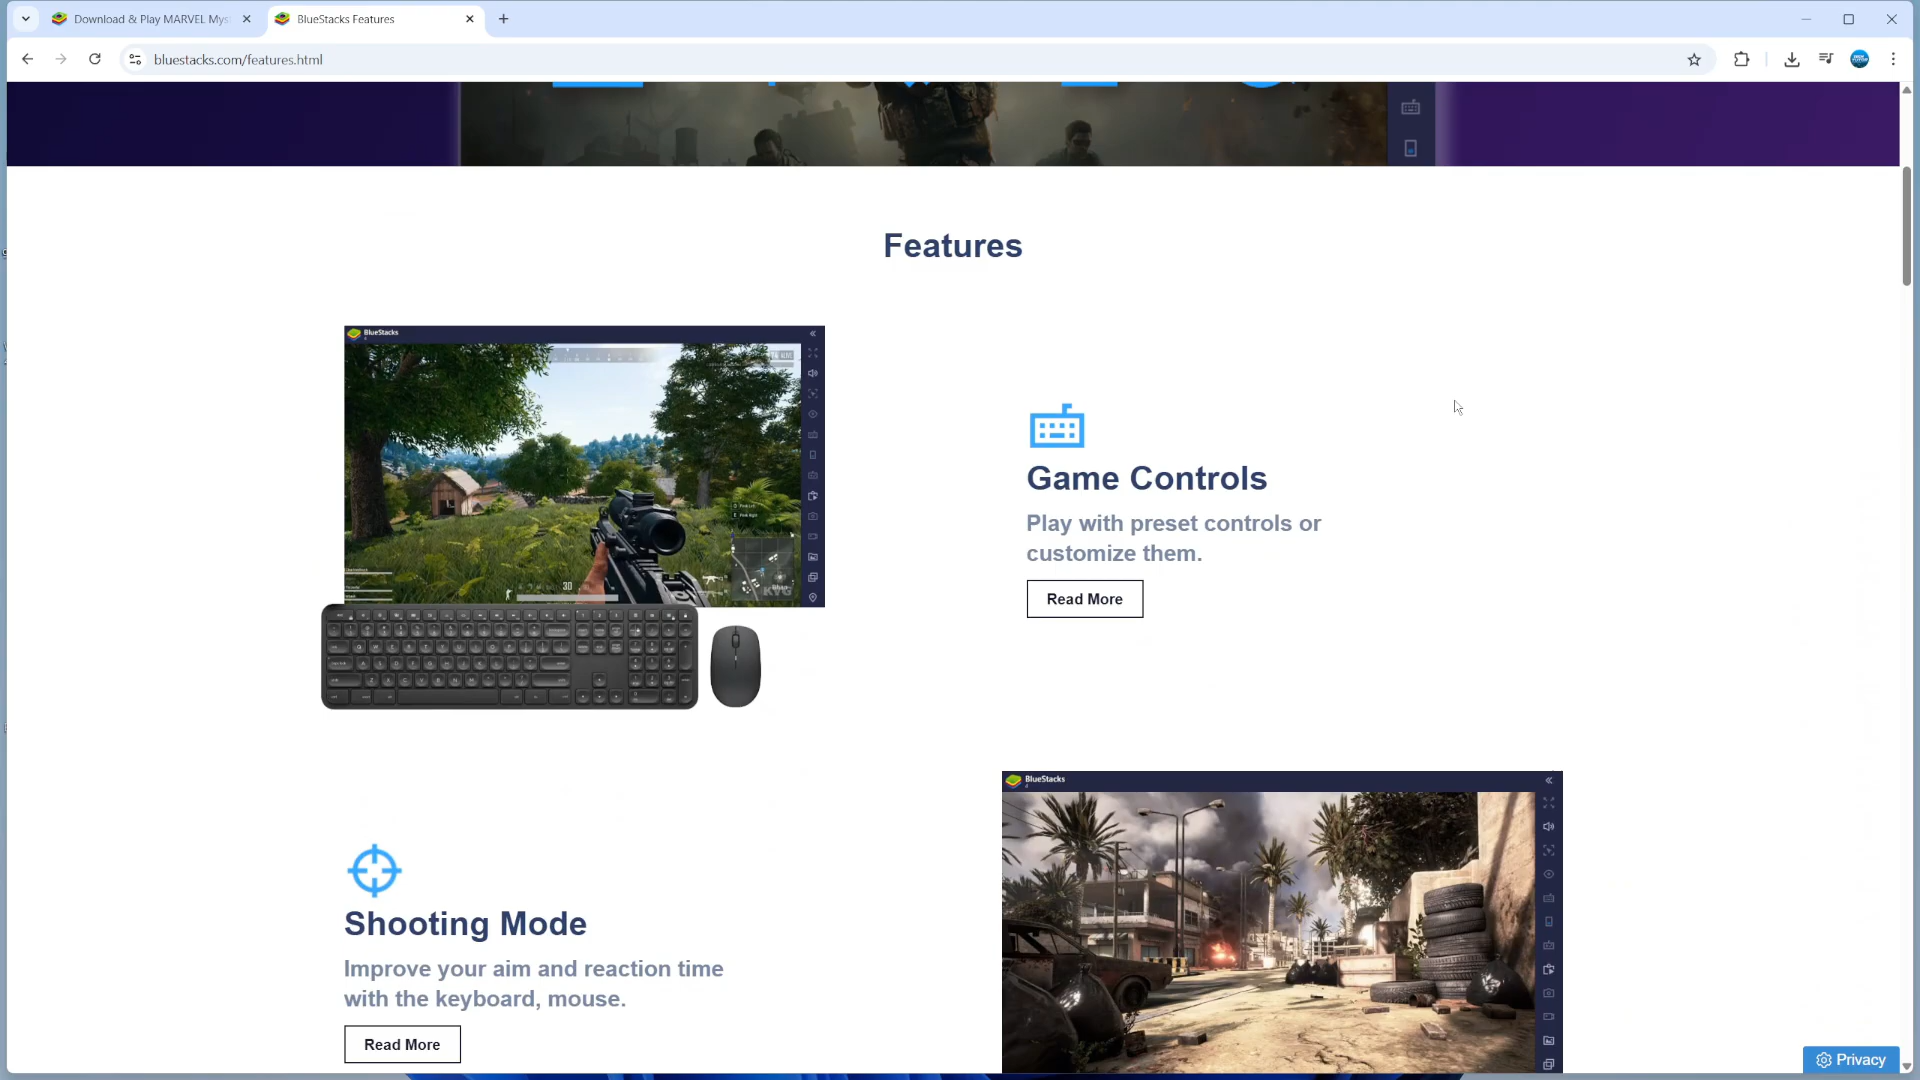 Download & Play MARVEL Mys
BlueStacks Features
bluestacks.com/features.html
Features
BlueStacks
Game Controls
Play with preset controls or
customize them.
Read More
30
BlueStacks
Shooting Mode
Improve your aim and reaction time
with the keyboard, mouse.
Read More
Privacy